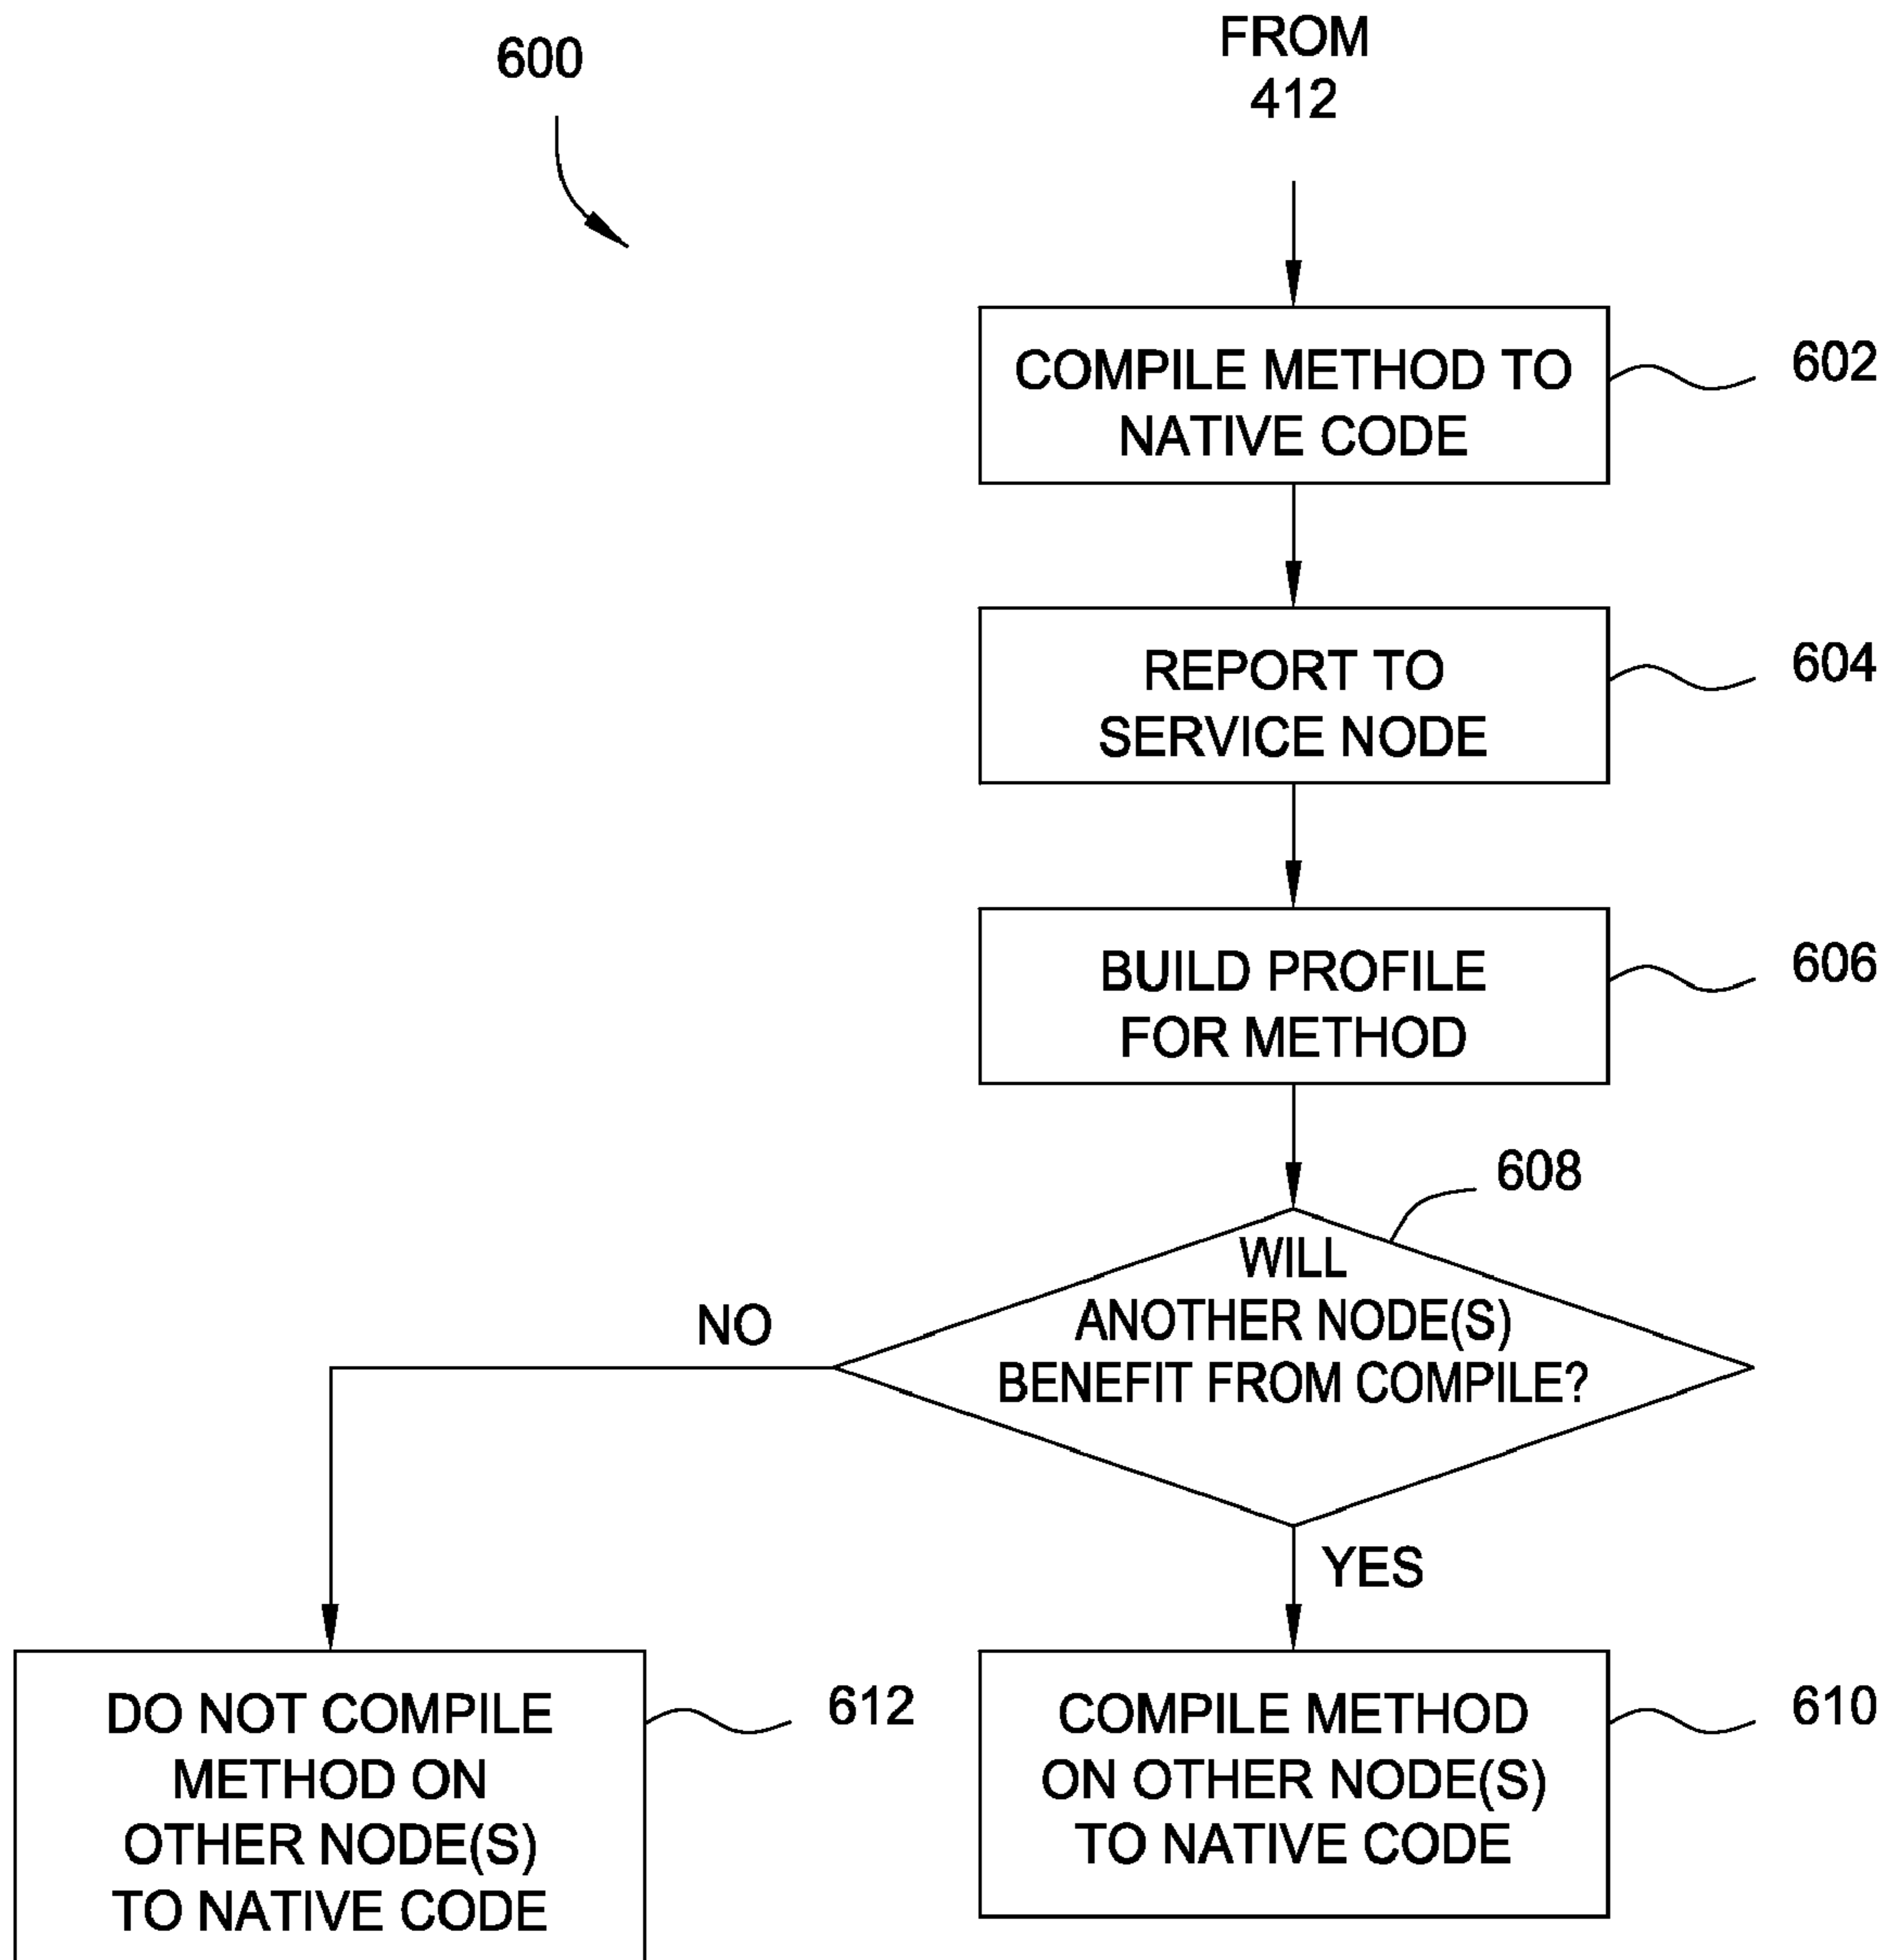 600
FROM
412
COMPILE METHOD TO
NATIVE CODE
602
REPORT TO
SERVICE NODE
604
BUILD PROFILE
FOR METHOD
606
608
WILL
ANOTHER NODE(S)
BENEFIT FROM COMPILE?
NO
YES
DO NOT COMPILE
METHOD ON
OTHER NODE(S)
TO NATIVE CODE
612
COMPILE METHOD
ON OTHER NODE(S)
TO NATIVE CODE
610